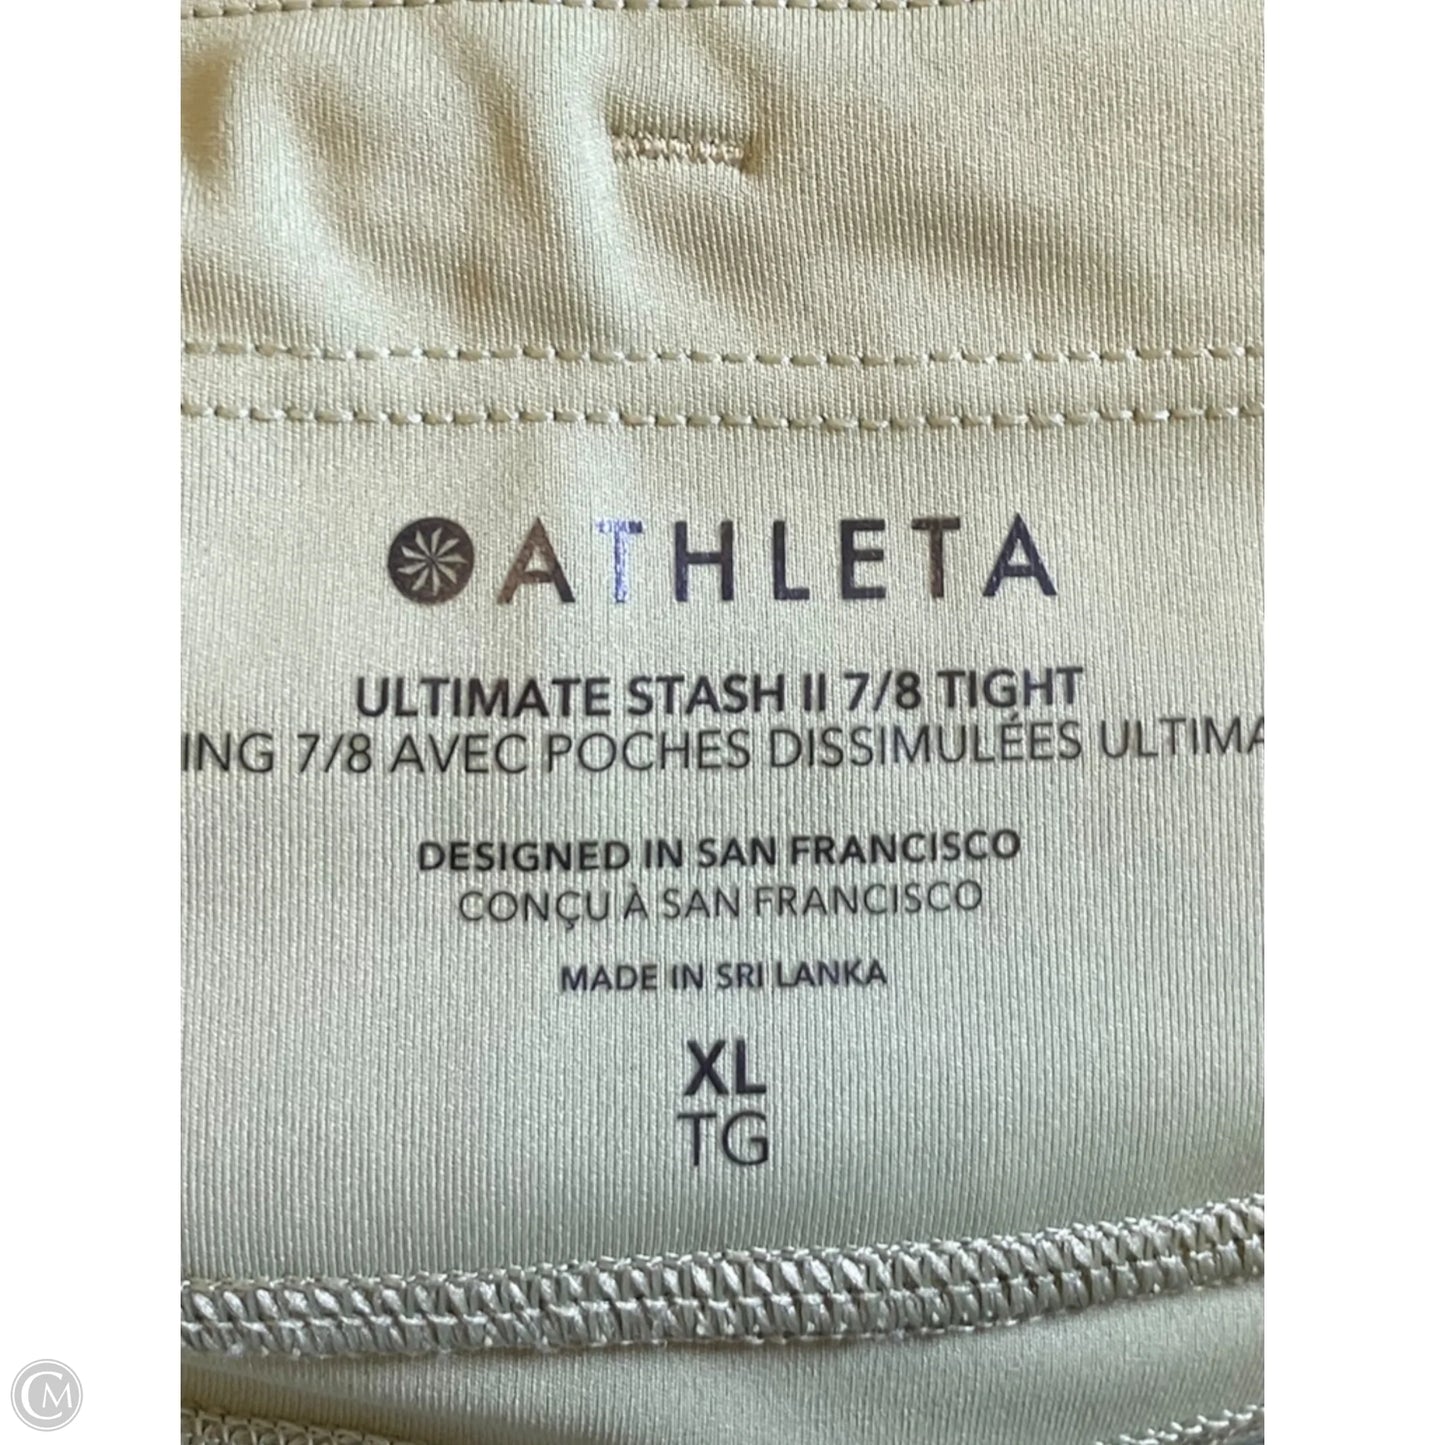 ATHLETA
ULTIMATE STASH II 7/8 TIGHT
ING 7/8 AVEC POCHES DISSIMULÉES ULTIMA
DESIGNED IN SAN FRANCISCO
CONÇU À SAN FRANCISCO
MADE IN SRI LANKA
XL
TG
CM